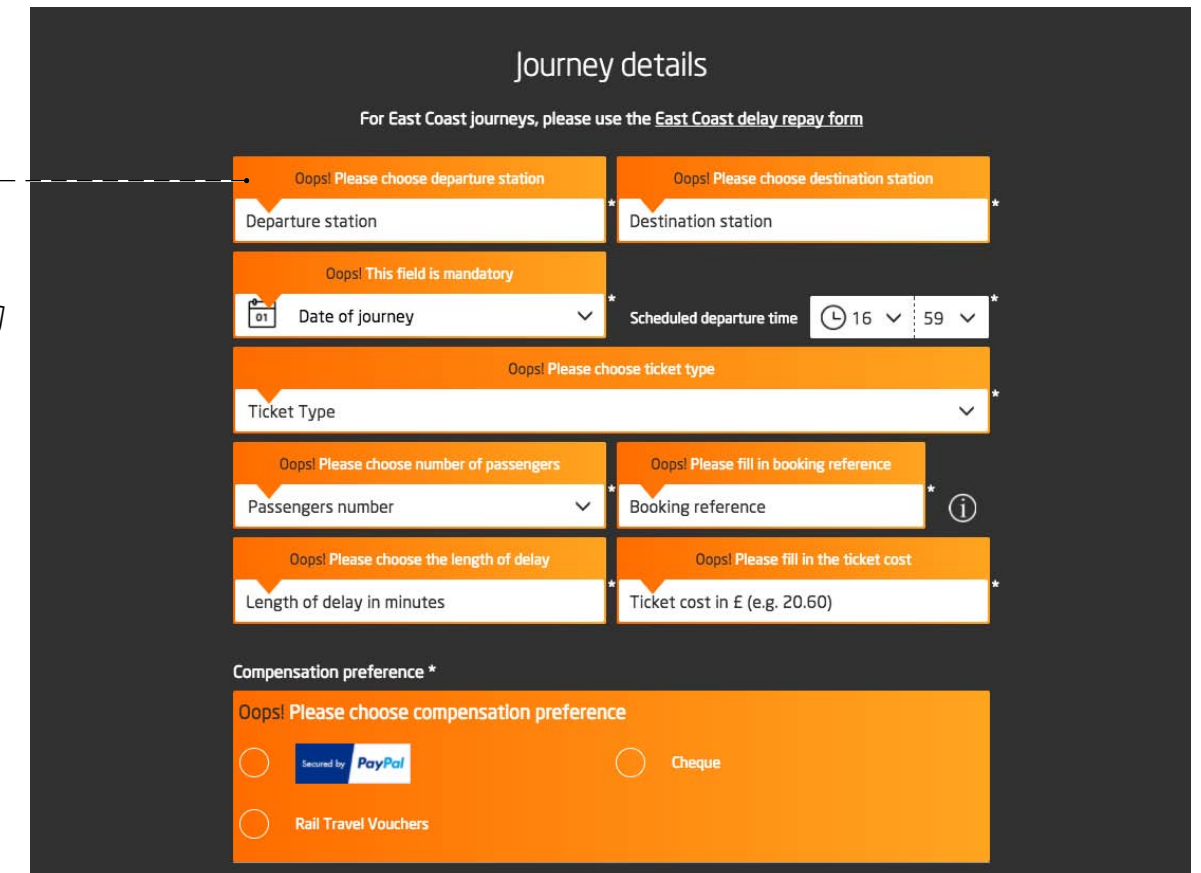 Journey details
For East Coast journeys, please use the East Coast delay repay form
Oops! Please choose departure station
Oops! Please choose destination station
Departure station *
Destination station *
Oops! This field is mandatory
01 Date of journey *
Scheduled departure time 16 59 *
Oops! Please choose ticket type
Ticket Type *
Oops! Please choose number of passengers
Oops! Please fill in booking reference
Passengers number *
Booking reference *
i
Oops! Please choose the length of delay
Oops! Please fill in the ticket cost
Length of delay in minutes *
Ticket cost in £ (e.g. 20.60) *
Compensation preference *
Oops! Please choose compensation preference
Secured by PayPal
Cheque
Rail Travel Vouchers